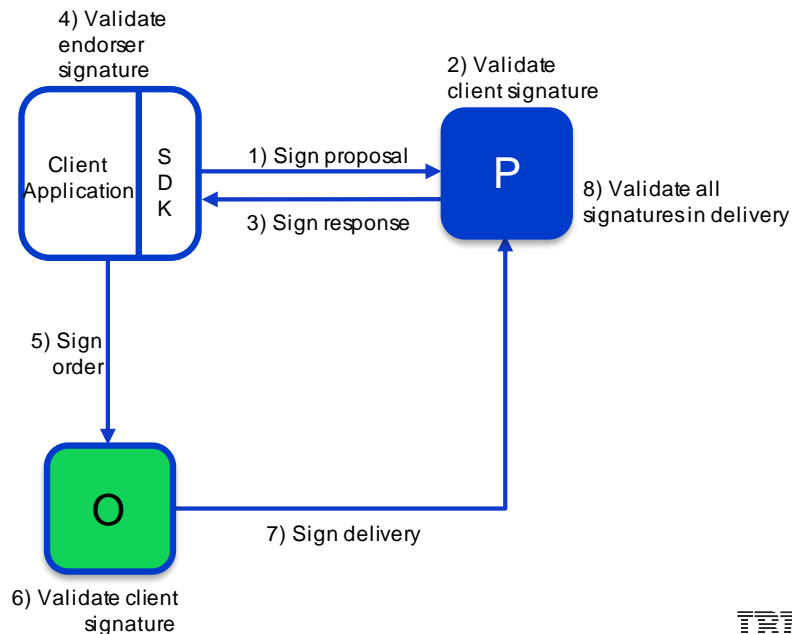 4) Validate
endorser
signature
2) Validate
client signature
Client
Application
S
D
K
1) Sign proposal
P
3) Sign response
8) Validate all
signatures in delivery
5) Sign
order
O
7) Sign delivery
6) Validate client
signature